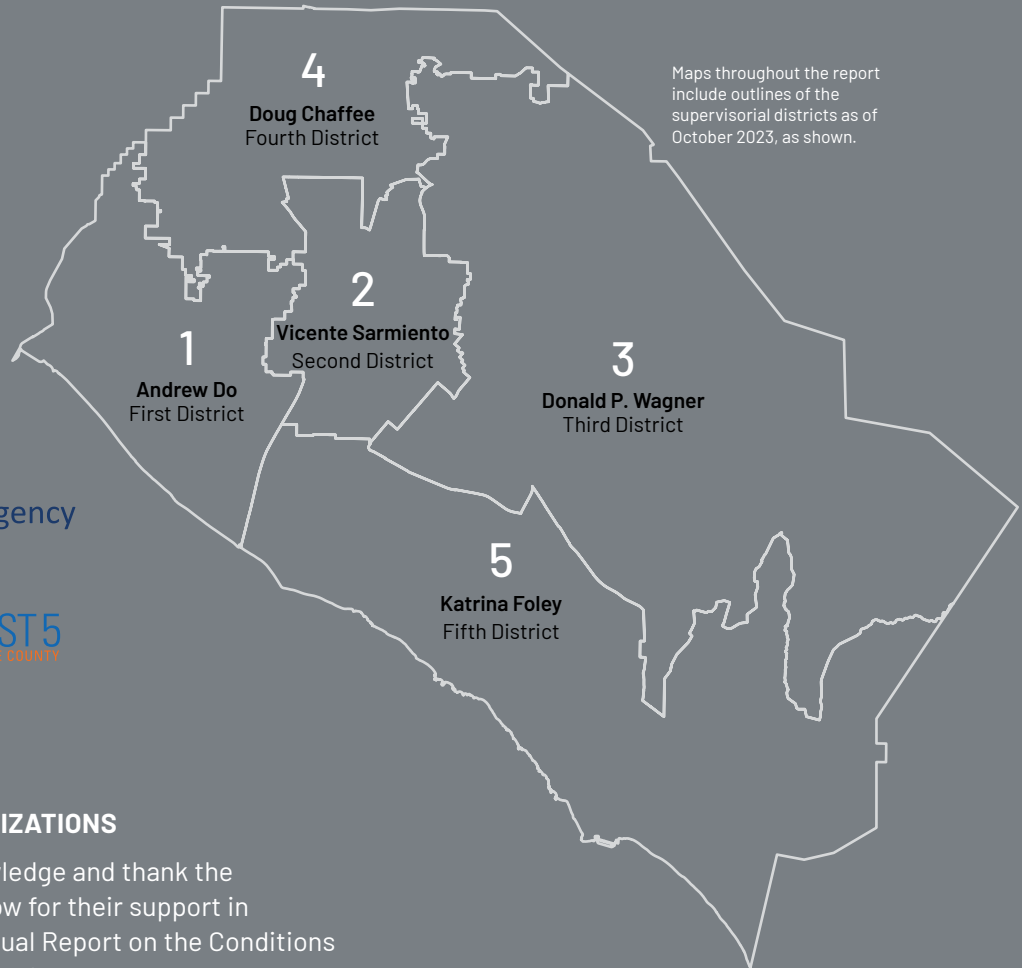 4
Doug Chaffee
Fourth District
Maps throughout the report
include outlines of the
supervisorial districts as of
October 2023, as shown.
2
Vicente Sarmiento
Second District
1
Andrew Do
First District
3
Donald P. Wagner
Third District
gency
5
Katrina Foley
Fifth District
ST 5
E COUNTY
IZATIONS
ledge and thank the
ow for their support in
ual Report on the Conditions